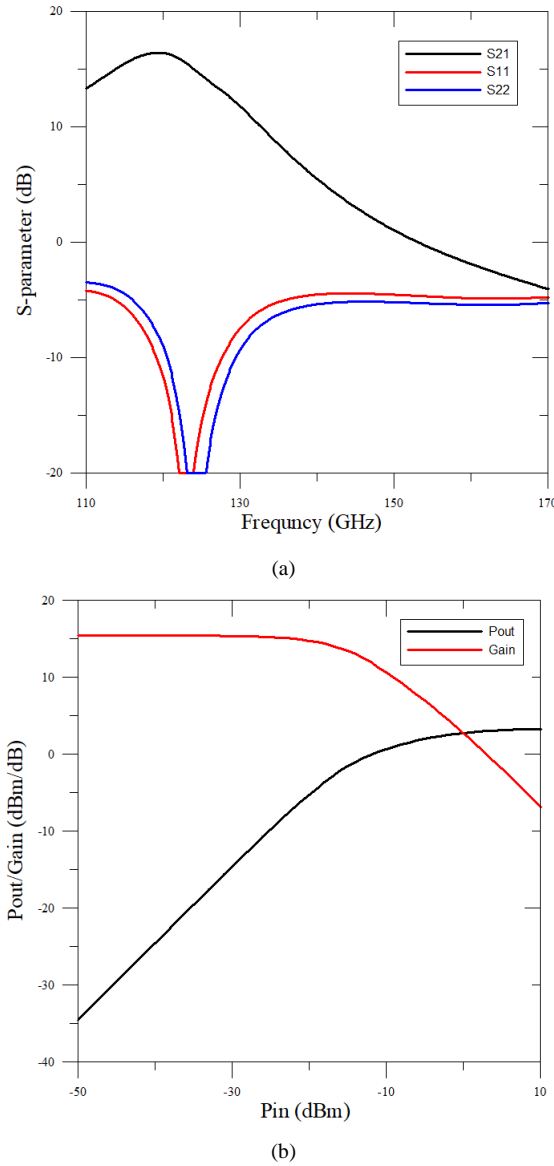 20
10
0
-10
-20
S-parameter (dB)
S21
S11
S22
110
130
150
170
Frequncy (GHz)
(a)
20
10
0
-10
-20
-30
-40
Pout/Gain (dBm/dB)
Pout
Gain
-50
-30
-10
10
Pin (dBm)
(b)